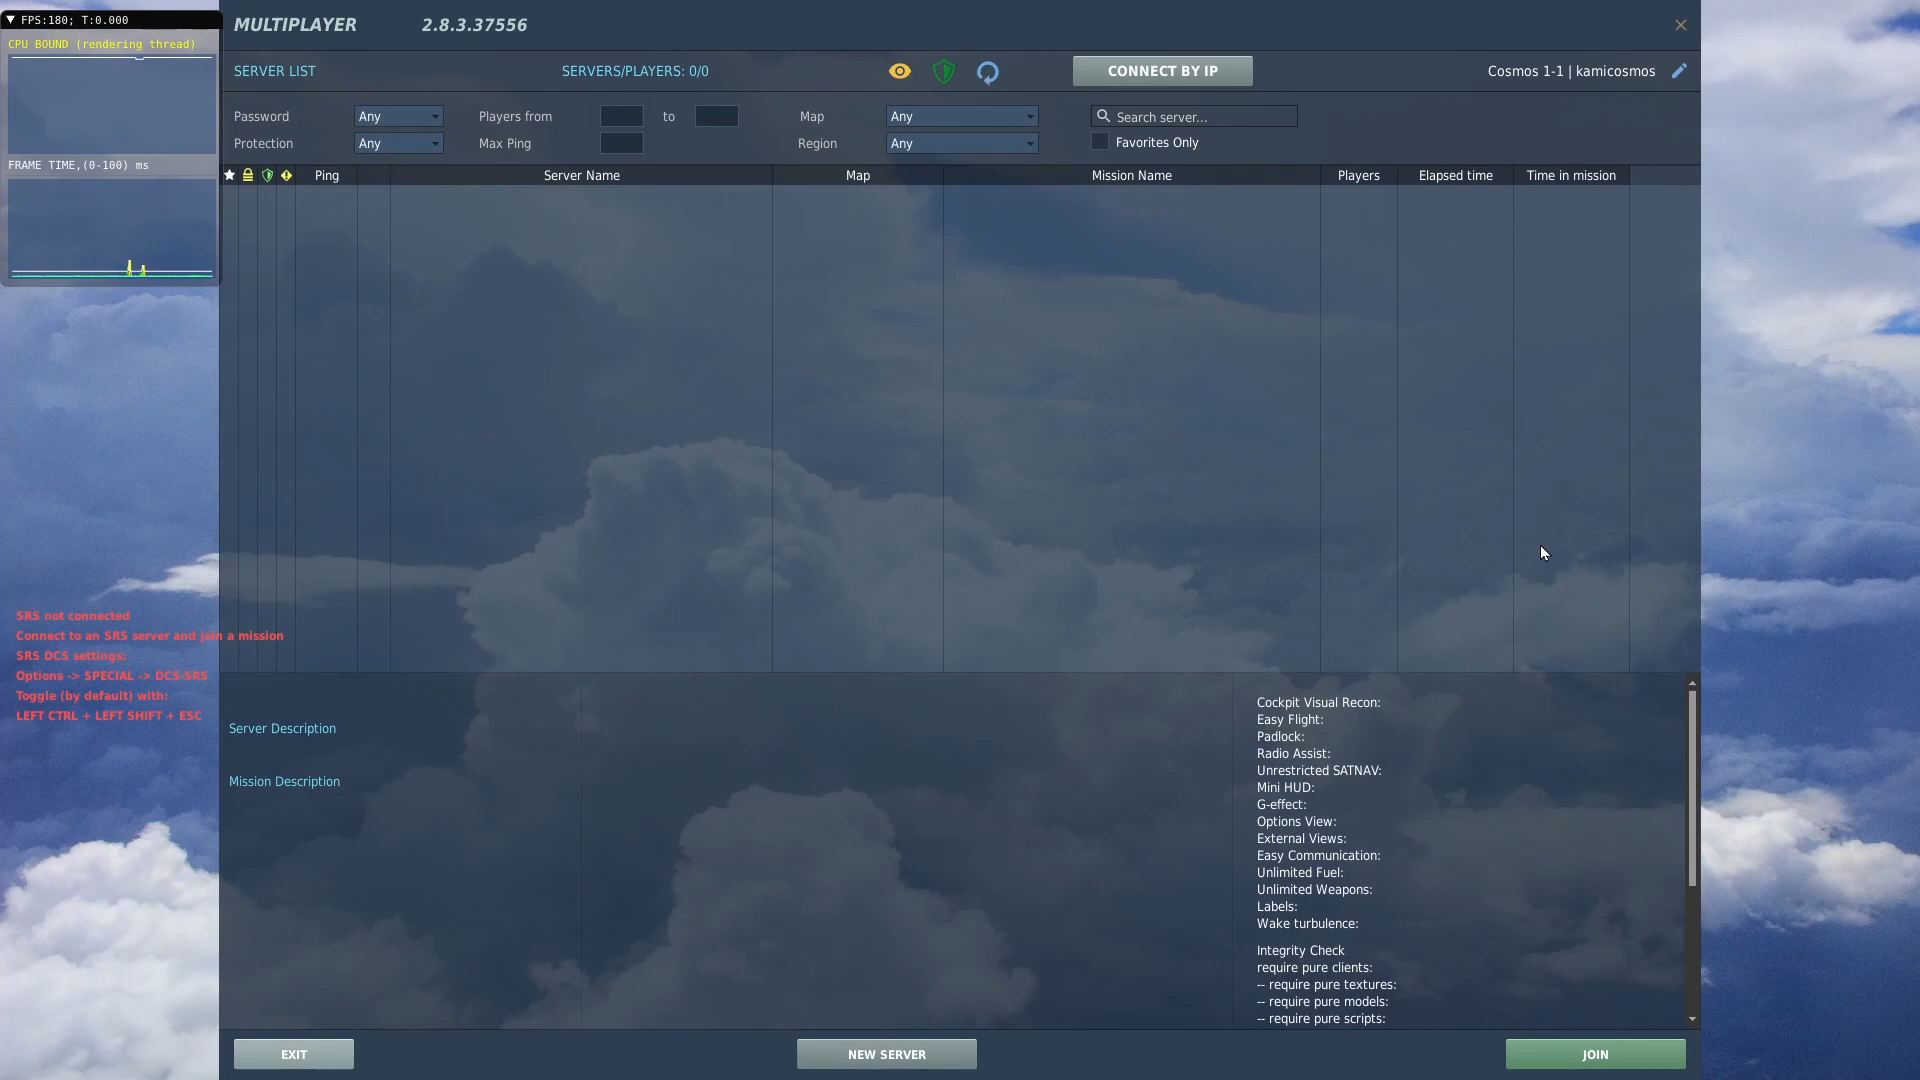 FPS:180; T:0.000
CPU BOUND (rendering thread)
FRAME TIME,(0-100) ms
MULTIPLAYER 2.8.3.37556
SERVER LIST SERVERS/PLAYERS: 0/0 CONNECT BY IP Cosmos 1-1 | kamicosmos
Password Any Players from to Map Any Search server...
Protection Any Max Ping Region Any Favorites Only
Ping Server Name Map Mission Name Players Elapsed time Time in mission
SRS not connected
Connect to an SRS server and join a mission
SRS DCS settings:
Options -> SPECIAL -> DCS-SRS
Toggle (by default) with:
LEFT CTRL + LEFT SHIFT + ESC
Server Description
Mission Description
Cockpit Visual Recon:
Easy Flight:
Padlock:
Radio Assist:
Unrestricted SATNAV:
Mini HUD:
G-effect:
Options View:
External Views:
Easy Communication:
Unlimited Fuel:
Unlimited Weapons:
Labels:
Wake turbulence:
Integrity Check
require pure clients:
-- require pure textures:
-- require pure models:
-- require pure scripts:
EXIT NEW SERVER JOIN